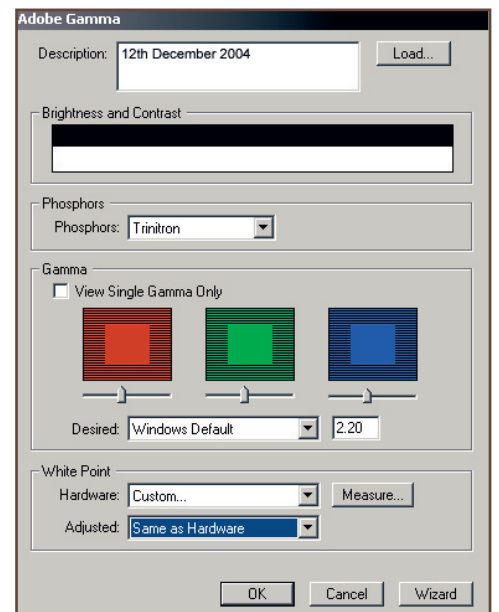 Adobe Gamma
Description: 12th December 2004 Load...
Brightness and Contrast
Phosphors
Phosphors: Trinitron
Gamma
View Single Gamma Only
Desired: Windows Default 2.20
White Point
Hardware: Custom... Measure...
Adjusted: Same as Hardware
OK Cancel Wizard